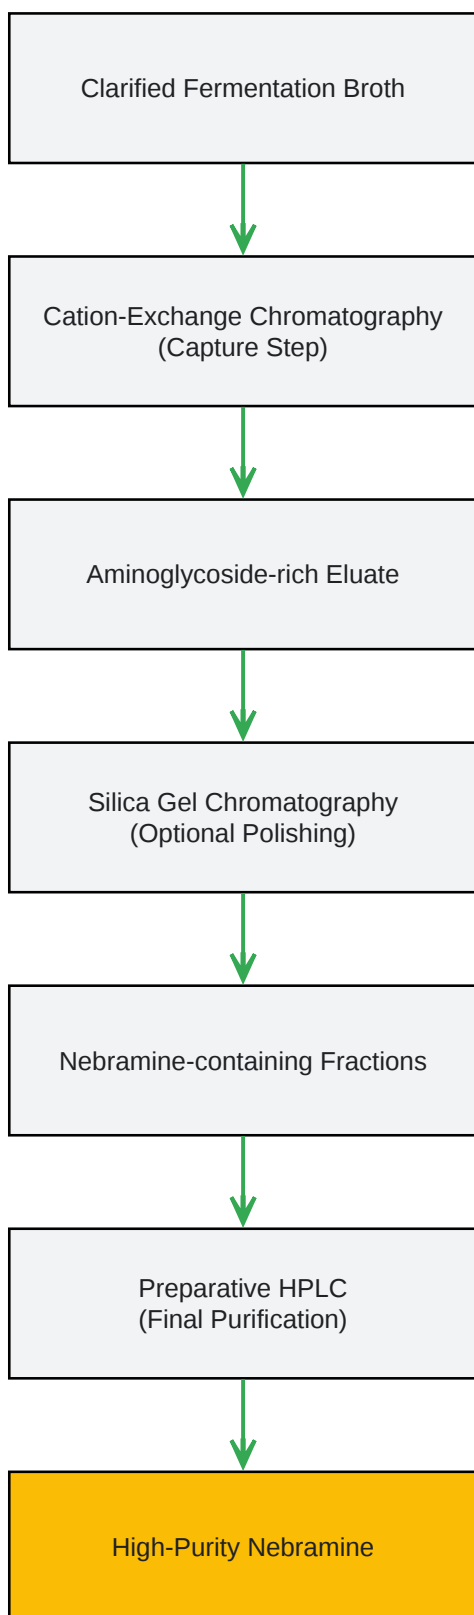 Clarified Fermentation Broth
Cation-Exchange Chromatography
(Capture Step)
Aminoglycoside-rich Eluate
Silica Gel Chromatography
(Optional Polishing)
Nebramine-containing Fractions
Preparative HPLC
(Final Purification)
High-Purity Nebramine